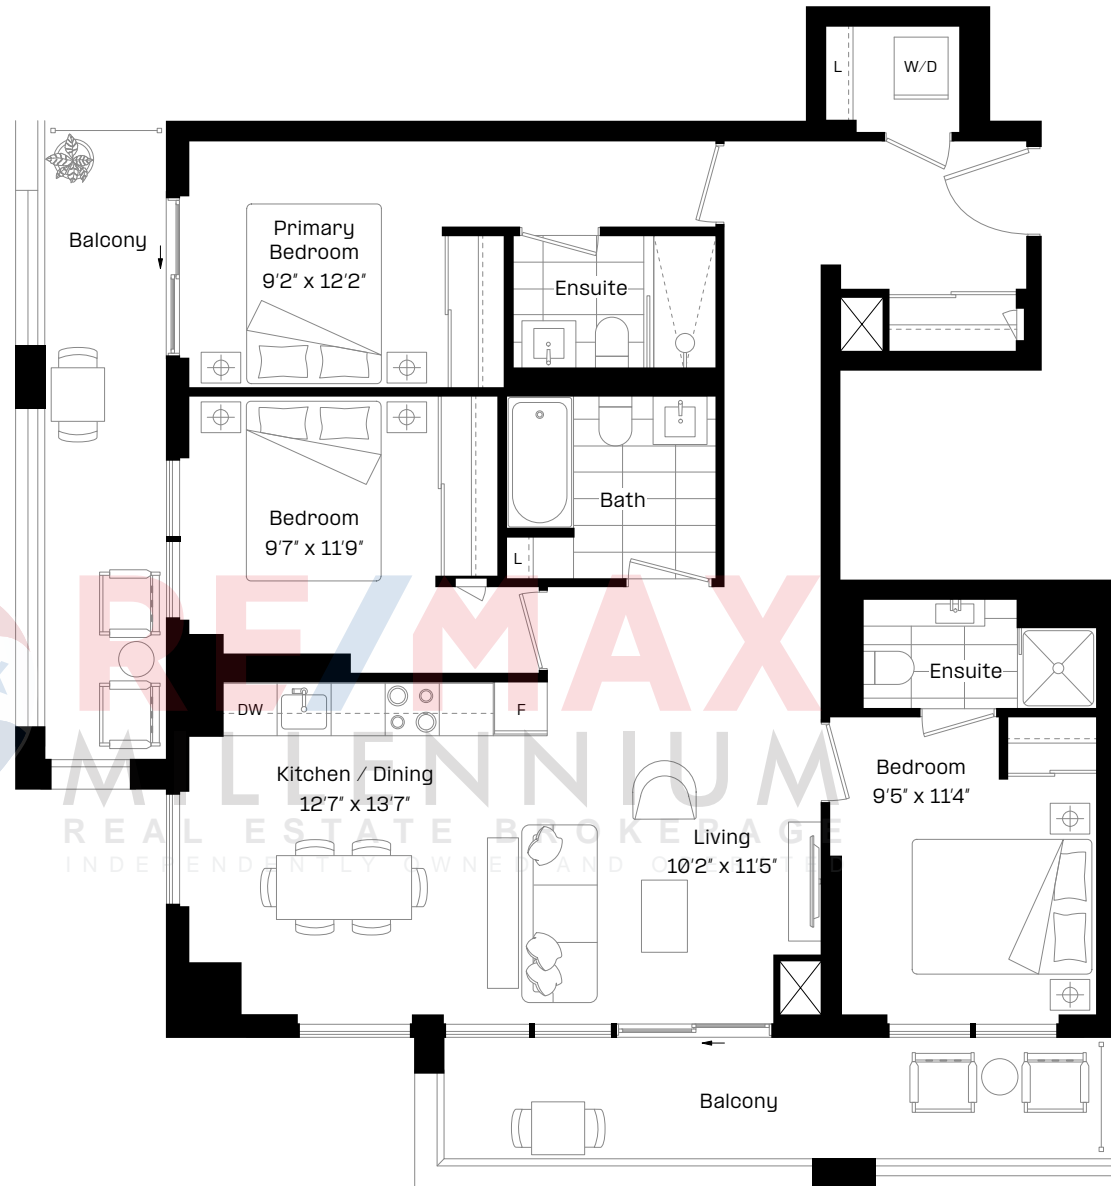 L
W/D
Balcony
Primary
Bedroom
9'2" x 12'2"
Ensuite
Bedroom
9'7" x 11'9"
Bath
L
Ensuite
DW
F
RE/MAX
MILLENNIUM
REAL ESTATE BROKERAGE
INDEPENDENTLY OWNED AND OPERATED
Kitchen / Dining
12'7" x 13'7"
Bedroom
9'5" x 11'4"
Living
10'2" x 11'5"
Balcony